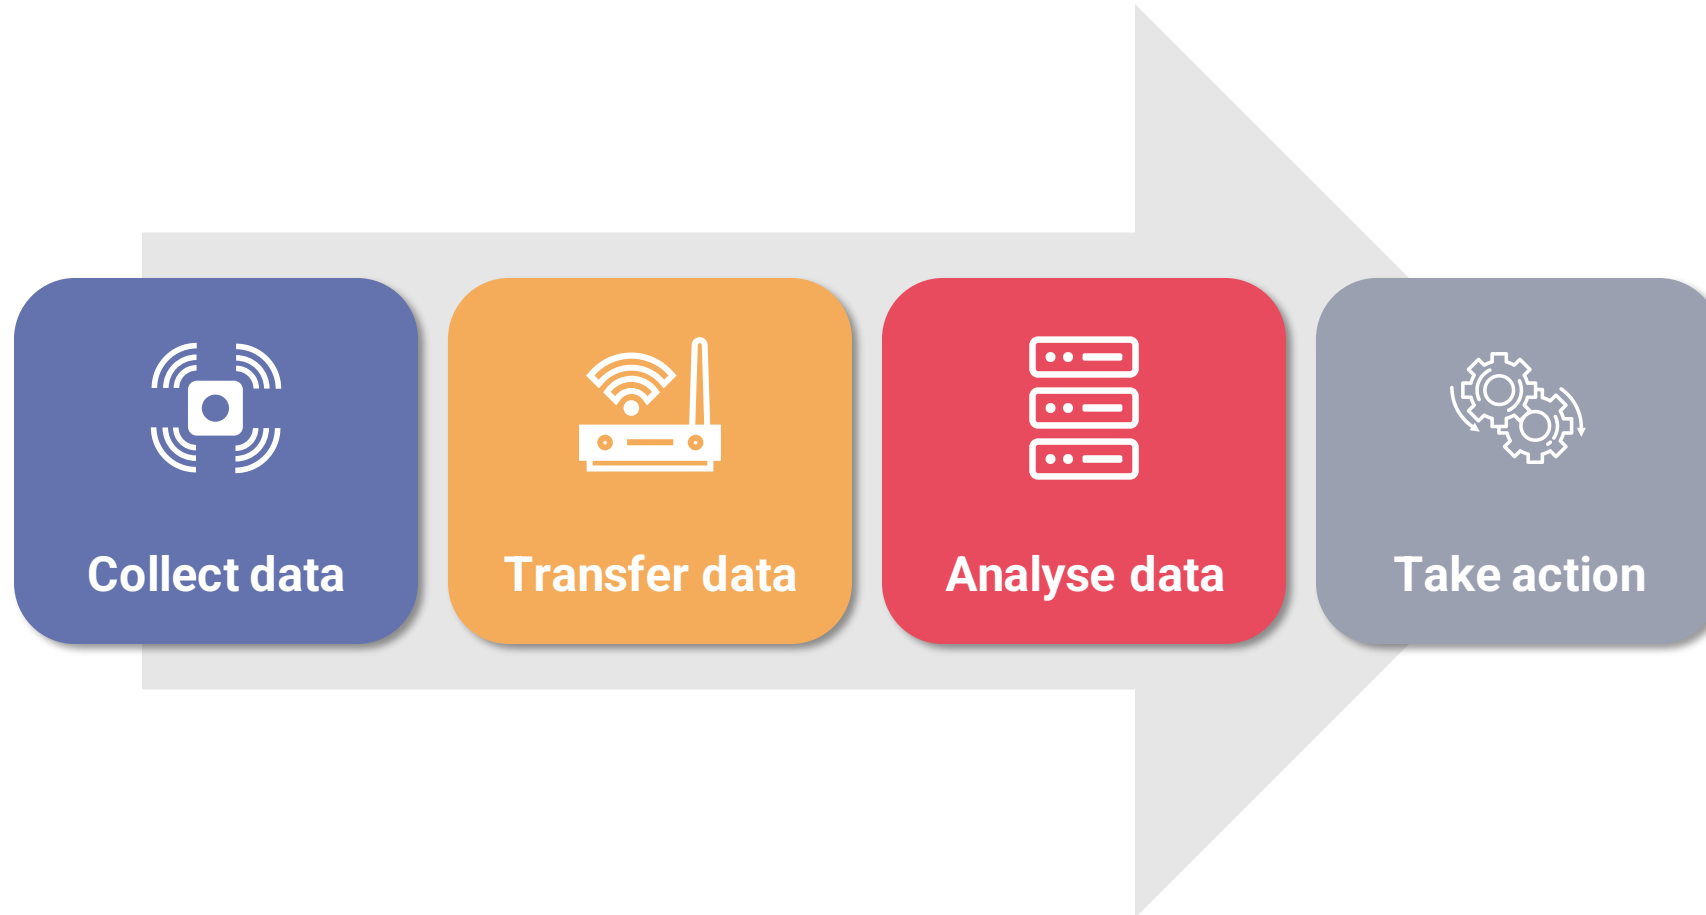 Collect data
Transfer data
Analyse data
Take action